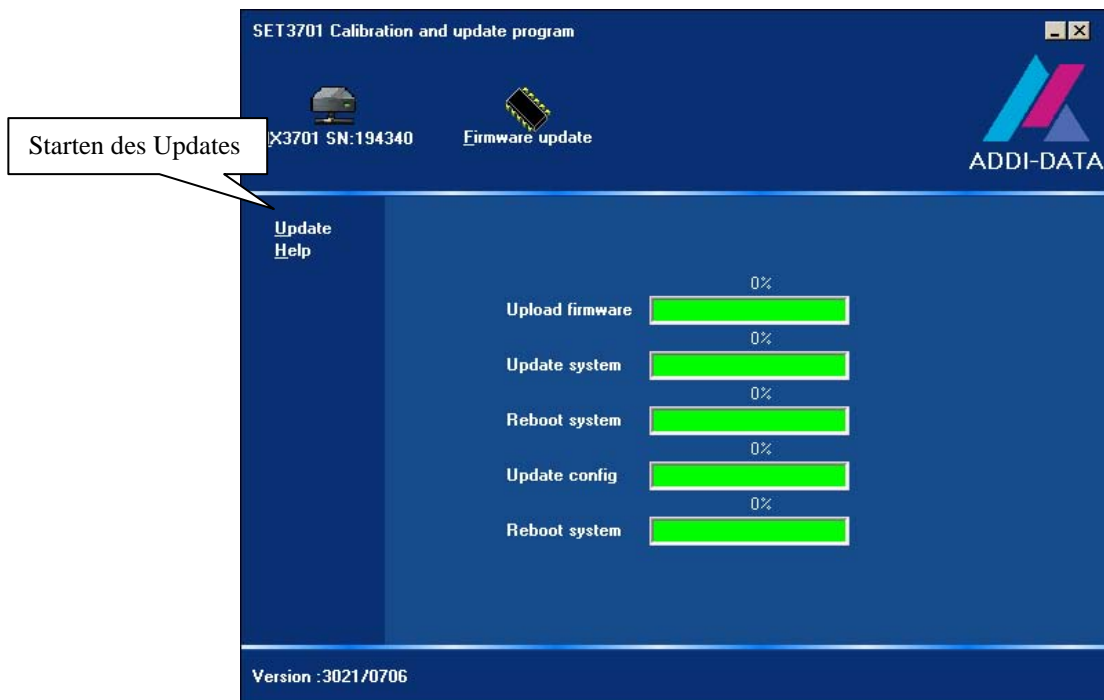 SET3701 Calibration and update program
X3701 SN:194340
Firmware update
ADDI-DATA
Starten des Updates
Update
Help
0%
Upload firmware
0%
Update system
0%
Reboot system
0%
Update config
0%
Reboot system
Version :3021/0706